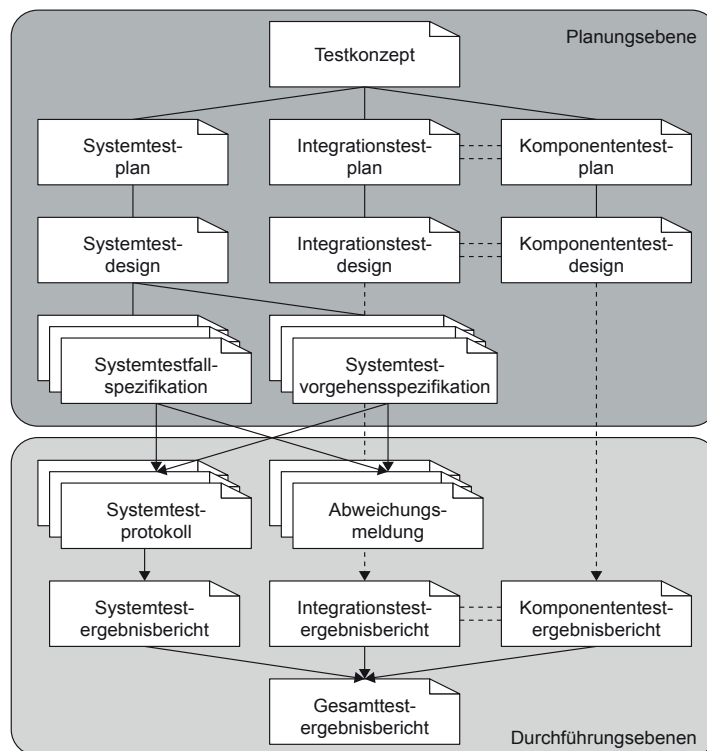 Planungsebene
Testkonzept
Systemtest-
plan
Integrationstest-
plan
Komponententest-
plan
Systemtest-
design
Integrationstest-
design
Komponententest-
design
Systemtestfall-
spezifikation
Systemtest-
vorgehensspezifikation
Systemtest-
protokoll
Abweichungs-
meldung
Systemtest-
ergebnisbericht
Integrationstest-
ergebnisbericht
Komponententest-
ergebnisbericht
Gesamttest-
ergebnisbericht
Durchführungsebenen